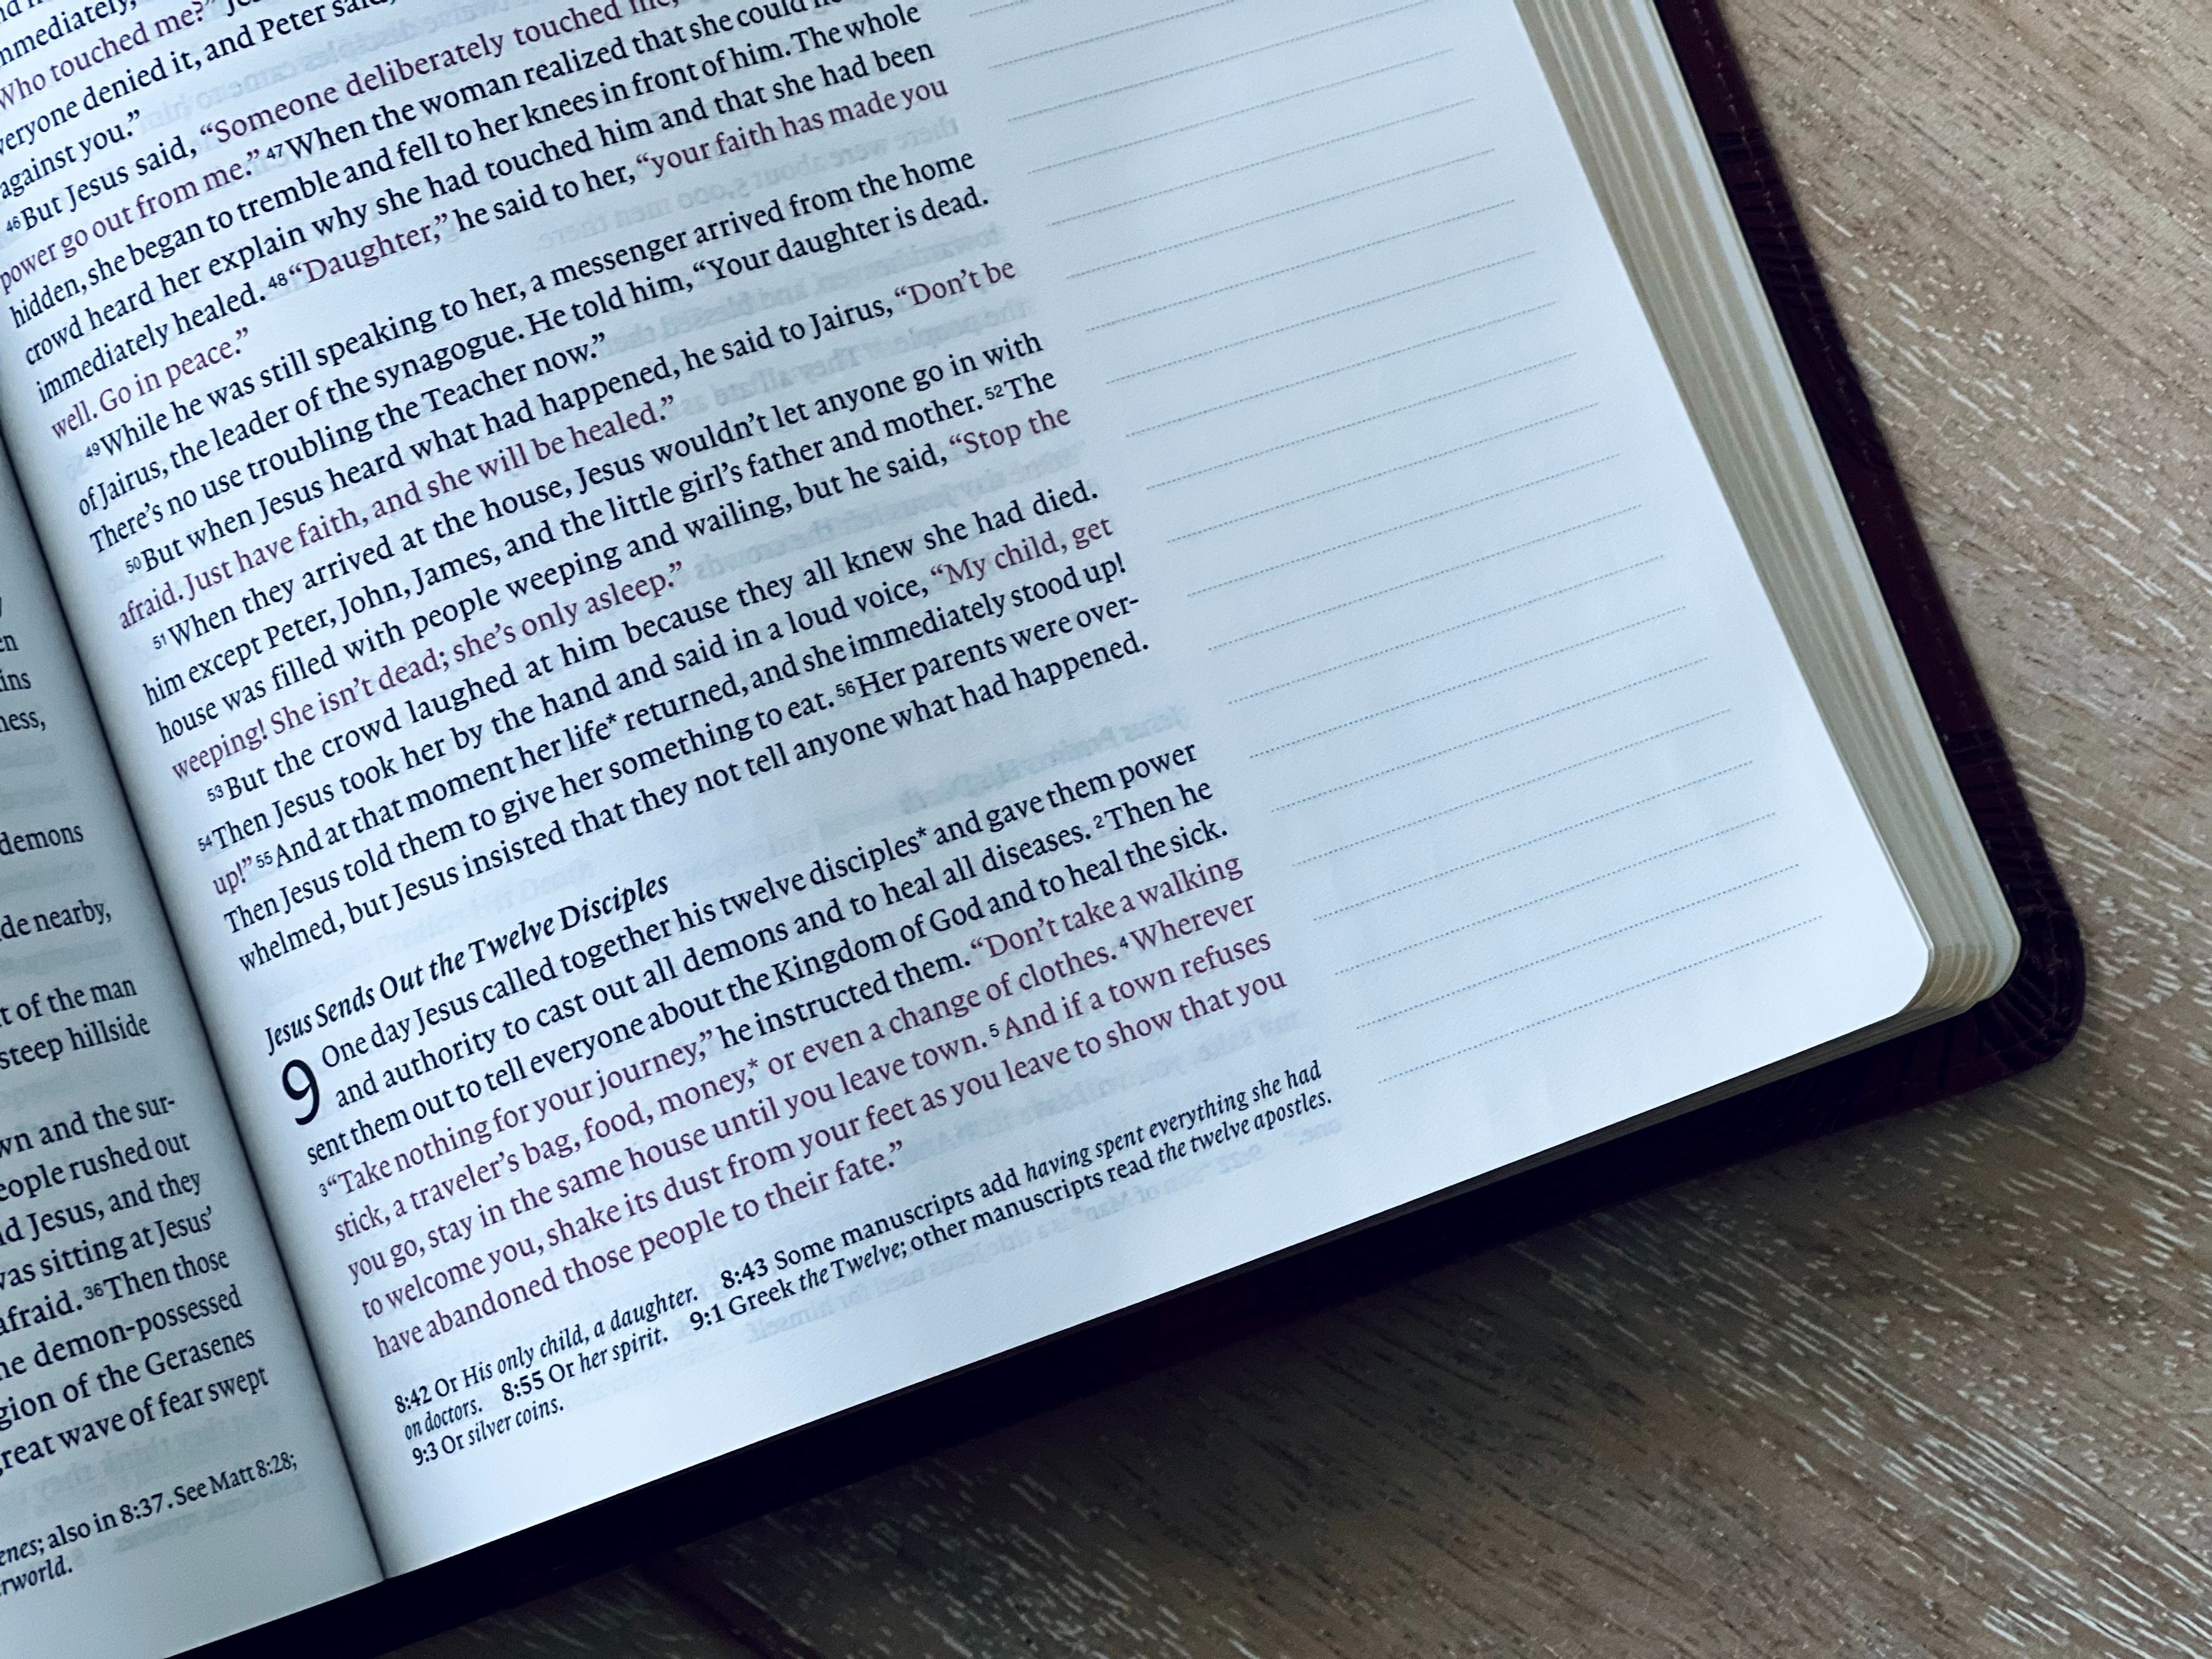 en
ins
ness,
demons
de nearby,
t of the man
steep hillside
wn and the sur-
eople rushed out
d Jesus, and they
was sitting at Jesus'
afraid. 36Then those
he demon-possessed
gion of the Gerasenes
great wave of fear swept
enes; also in 8:37. See Matt 8:28;
rworld.
mmediately,
Who touched me?”
veryone denied it, and Peter said,
against you.”
46But Jesus said, “Someone deliberately touched me,
power go out from me.” 47When the woman realized that she could
hidden, she began to tremble and fell to her knees in front of him. The whole
crowd heard her explain why she had touched him and that she had been
immediately healed. 48“Daughter,” he said to her, “your faith has made you
well. Go in peace.”
49While he was still speaking to her, a messenger arrived from the home
of Jairus, the leader of the synagogue. He told him, “Your daughter is dead.
There’s no use troubling the Teacher now.”
50But when Jesus heard what had happened, he said to Jairus, “Don’t be
afraid. Just have faith, and she will be healed.”
51When they arrived at the house, Jesus wouldn’t let anyone go in with
him except Peter, John, James, and the little girl’s father and mother. 52The
house was filled with people weeping and wailing, but he said, “Stop the
weeping! She isn’t dead; she’s only asleep.”
53But the crowd laughed at him because they all knew she had died.
54Then Jesus took her by the hand and said in a loud voice, “My child, get
up!” 55And at that moment her life* returned, and she immediately stood up!
Then Jesus told them to give her something to eat. 56Her parents were over-
whelmed, but Jesus insisted that they not tell anyone what had happened.
Jesus Sends Out the Twelve Disciples
9 One day Jesus called together his twelve disciples* and gave them power
and authority to cast out all demons and to heal all diseases. 2Then he
sent them out to tell everyone about the Kingdom of God and to heal the sick.
3“Take nothing for your journey,” he instructed them. “Don’t take a walking
stick, a traveler’s bag, food, money,* or even a change of clothes. 4Wherever
you go, stay in the same house until you leave town. 5And if a town refuses
to welcome you, shake its dust from your feet as you leave to show that you
have abandoned those people to their fate.”
8:42 Or His only child, a daughter. 8:43 Some manuscripts add having spent everything she had
on doctors. 8:55 Or her spirit. 9:1 Greek the Twelve; other manuscripts read the twelve apostles.
9:3 Or silver coins.